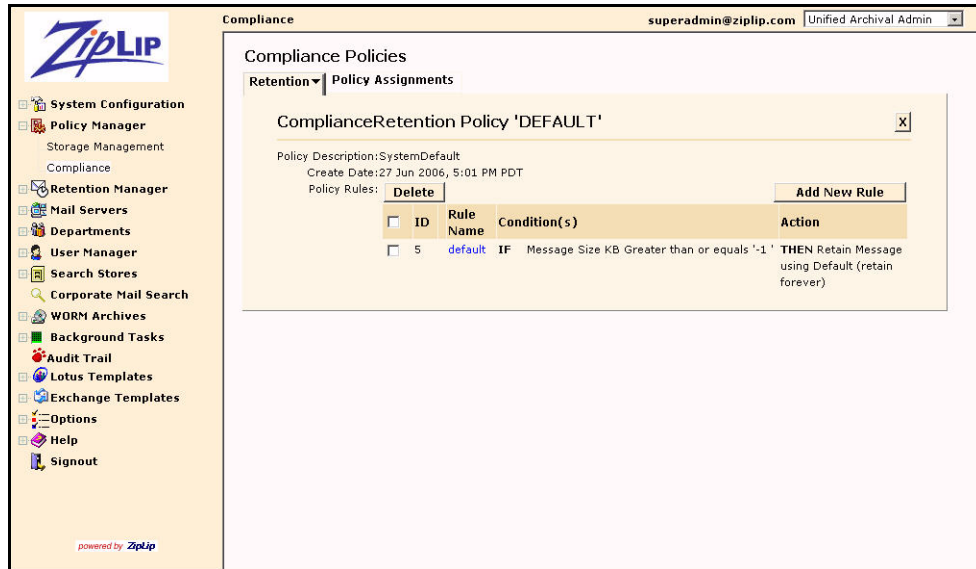 ZipLip
Compliance
superadmin@ziplip.com
Unified Archival Admin
System Configuration
Policy Manager
Storage Management
Compliance
Retention Manager
Mail Servers
Departments
User Manager
Search Stores
Corporate Mail Search
WORM Archives
Background Tasks
Audit Trail
Lotus Templates
Exchange Templates
Options
Help
Signout
powered by ZipLip
Compliance Policies
Retention
Policy Assignments
ComplianceRetention Policy 'DEFAULT'
X
Policy Description:SystemDefault
Create Date:27 Jun 2006, 5:01 PM PDT
Policy Rules:
Delete
Add New Rule
ID
Rule
Name
Condition(s)
Action
5
default
IF Message Size KB Greater than or equals '-1 '
THEN Retain Message
using Default (retain
forever)